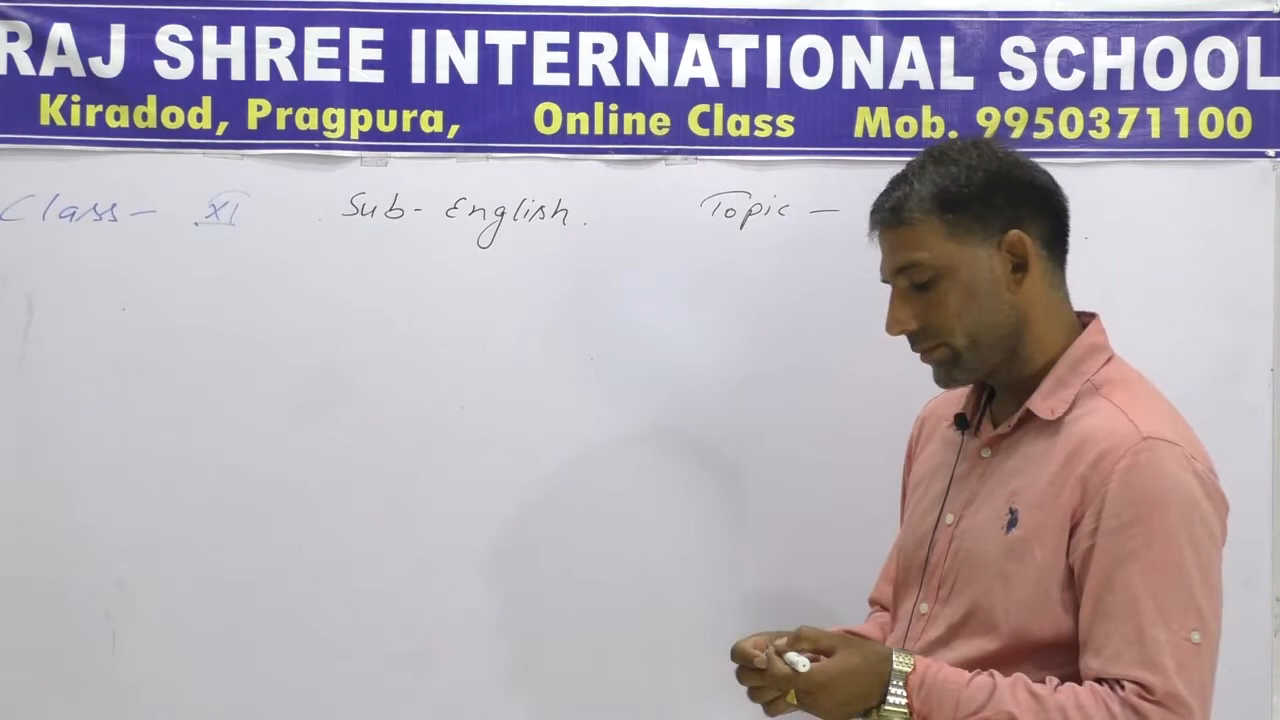 RAJ SHREE INTERNATIONAL SCHOOL
Kiradod, Pragpura, Online Class Mob. 9950371100
Class - XI Sub - English. Topic -